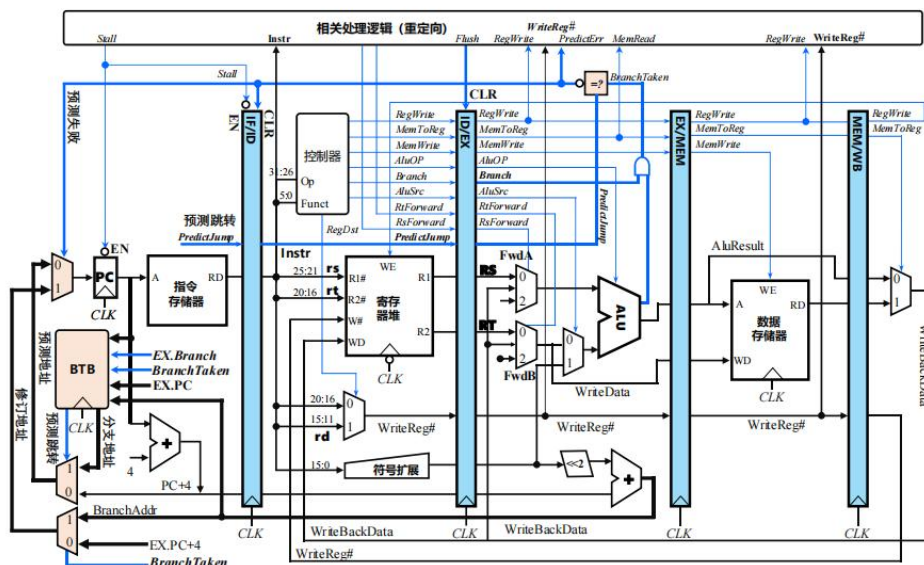 相关处理逻辑（重定向）
Stall
Instr
Flush
WriteReg#
RegWrite
PredictErr
MemRead
RegWrite
WriteReg#
Stall
=?
BranchTaken
CLR
预测失败
EN
CLR
IF/ID
控制器
31:26
Op
5:0
Funct
RegWrite
MemToReg
MemWrite
AluOP
Branch
AluSrc
RtForward
RsForward
ID/EX
RegWrite
MemToReg
MemWrite
AluOP
Branch
AluSrc
RtForward
RsForward
EX/MEM
RegWrite
MemToReg
MemWrite
MEM/WB
RegWrite
MemToReg
预测跳转
PredictJump
RegDst
PredictJump
PredictJump
EN
0
1
PC
CLK
A
RD
指令
存储器
Instr
25:21
rs
20:16
rt
WE
R1#
R2#
W#
WD
R1
R2
寄存
器堆
CLK
FwdA
RS
2
RT
2
FwdB
0
1
ALU
AluResult
WE
A
RD
数据
存储器
WD
CLK
0
1
WriteData
预测地址
BTB
EX.Branch
BranchTaken
EX.PC
CLK
修订地址
预测跳转
分支地址
+
4
20:16
0
15:11
1
rd
WriteReg#
WriteReg#
WriteReg#
15:0
符号扩展
<<2
+
1
0
PC+4
BranchAddr
1
0
EX.PC+4
BranchTaken
CLK
CLK
CLK
CLK
WriteBackData
WriteBackData
WriteReg#